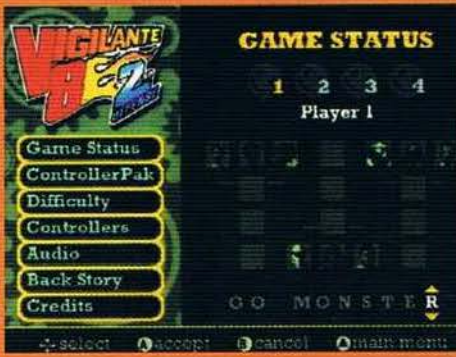 VIGILANTE
8 2ND OFFENSE
GAME STATUS
1 2 3 4
Player 1
Game Status
ControllerPak
Difficulty
Controllers
Audio
Back Story
Credits
GO MONSTER
select A accept B cancel main menu